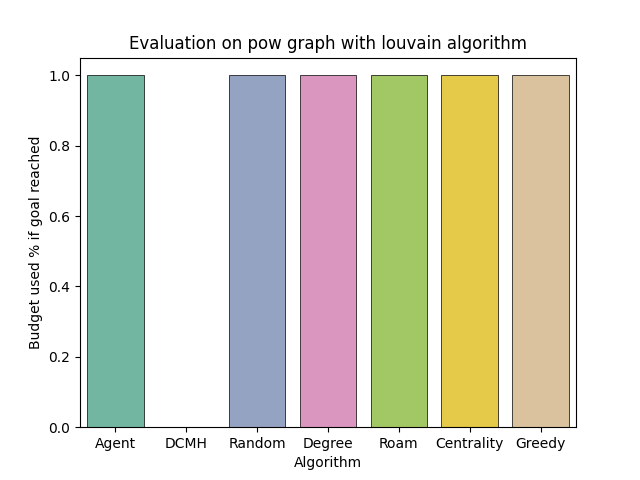 Evaluation on pow graph with louvain algorithm
Budget used % if goal reached
1.0
0.8
0.6
0.4
0.2
0.0
Agent DCMH Random Degree Roam Centrality Greedy
Algorithm